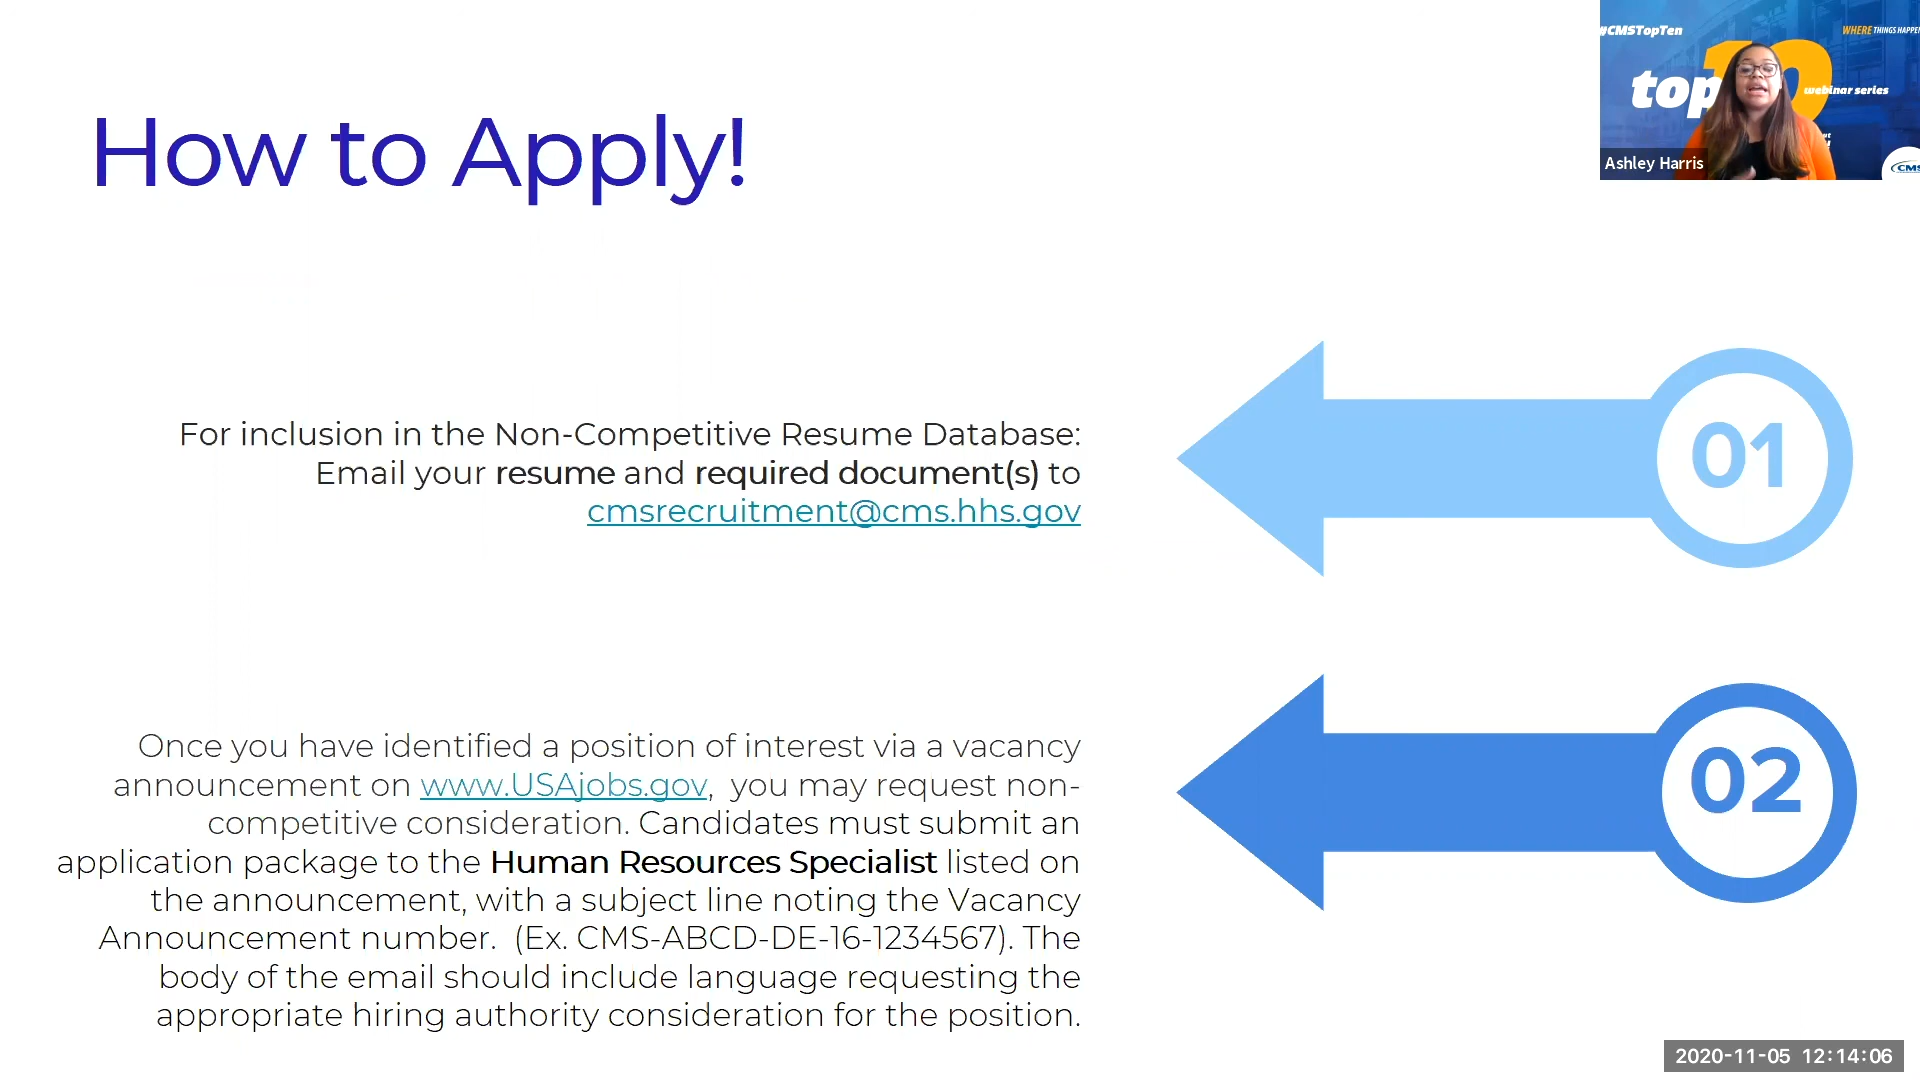 #CMSTopTen
WHERE THINGS HAPPEN
top 10
webinar series
Ashley Harris
CMS
How to Apply!
For inclusion in the Non-Competitive Resume Database:
Email your resume and required document(s) to
cmsrecruitment@cms.hhs.gov
01
Once you have identified a position of interest via a vacancy
announcement on www.USAjobs.gov,  you may request non-
competitive consideration. Candidates must submit an
application package to the Human Resources Specialist listed on
the announcement, with a subject line noting the Vacancy
Announcement number.  (Ex. CMS-ABCD-DE-16-1234567). The
body of the email should include language requesting the
appropriate hiring authority consideration for the position.
02
2020-11-05 12:14:06